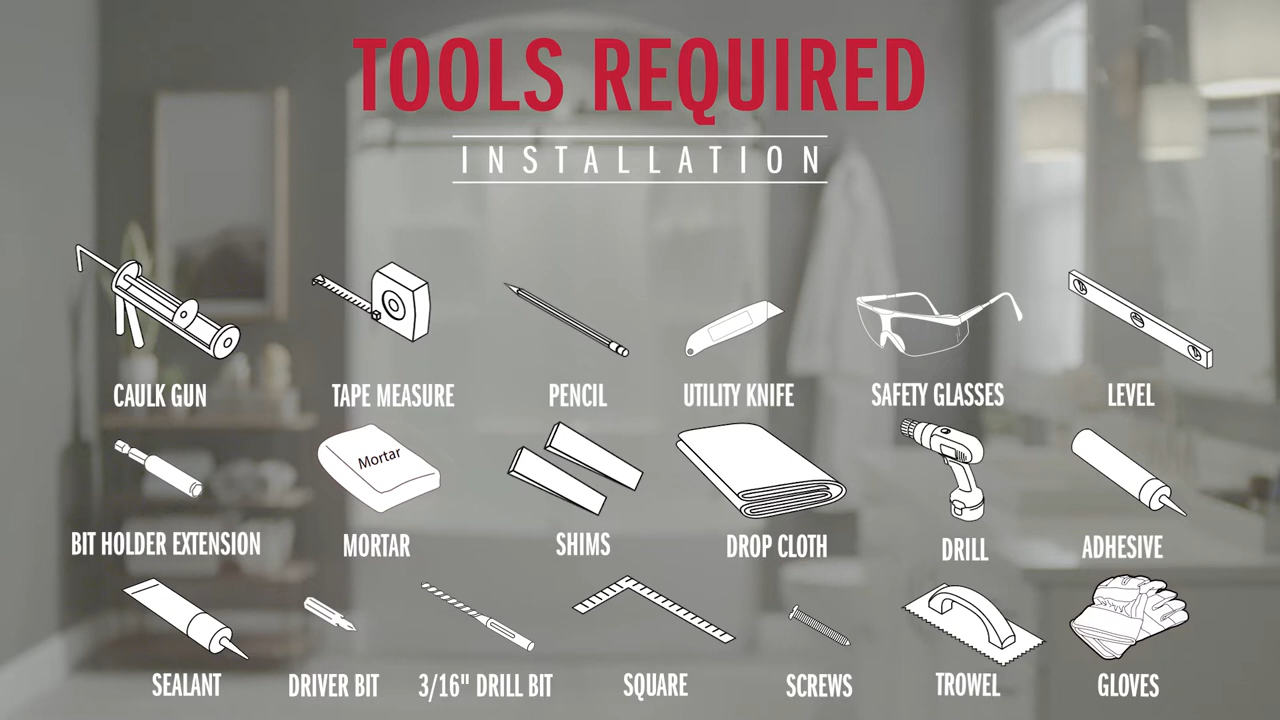 TOOLS REQUIRED
INSTALLATION
CAULK GUN
TAPE MEASURE
PENCIL
UTILITY KNIFE
SAFETY GLASSES
LEVEL
Mortar
BIT HOLDER EXTENSION
MORTAR
SHIMS
DROP CLOTH
DRILL
ADHESIVE
SEALANT
DRIVER BIT
3/16" DRILL BIT
SQUARE
SCREWS
TROWEL
GLOVES